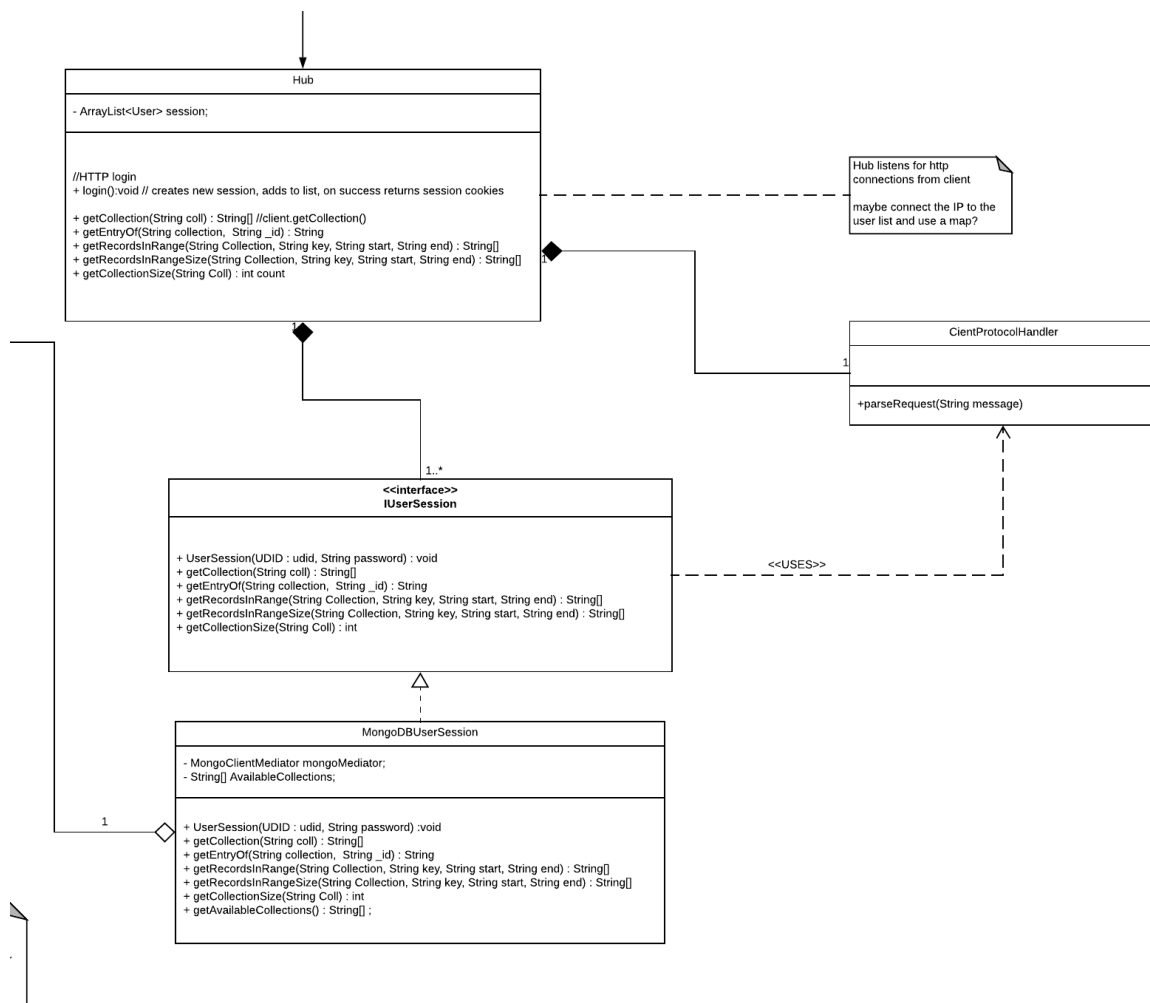 Hub
- ArrayList<User> session;
//HTTP login
+ login():void // creates new session, adds to list, on success returns session cookies
+ getCollection(String coll) : String[] //client.getCollection()
+ getEntryOf(String collection, String _id) : String
+ getRecordsInRange(String Collection, String key, String start, String end) : String[]
+ getRecordsInRangeSize(String Collection, String key, String start, String end) : String[]
+ getCollectionSize(String Coll) : int count
1
1
Hub listens for http
connections from client
maybe connect the IP to the
user list and use a map?
CientProtocolHandler
1
+parseRequest(String message)
1..*
<<interface>>
IUserSession
+ UserSession(UDID : udid, String password) : void
+ getCollection(String coll) : String[]
+ getEntryOf(String collection, String _id) : String
+ getRecordsInRange(String Collection, String key, String start, String end) : String[]
+ getRecordsInRangeSize(String Collection, String key, String start, String end) : String[]
+ getCollectionSize(String Coll) : int
<<USES>>
MongoDBUserSession
- MongoClientMediator mongoMediator;
- String[] AvailableCollections;
1
+ UserSession(UDID : udid, String password) :void
+ getCollection(String coll) : String[]
+ getEntryOf(String collection, String _id) : String
+ getRecordsInRange(String Collection, String key, String start, String end) : String[]
+ getRecordsInRangeSize(String Collection, String key, String start, String end) : String[]
+ getCollectionSize(String Coll) : int
+ getAvailableCollections() : String[] ;
.